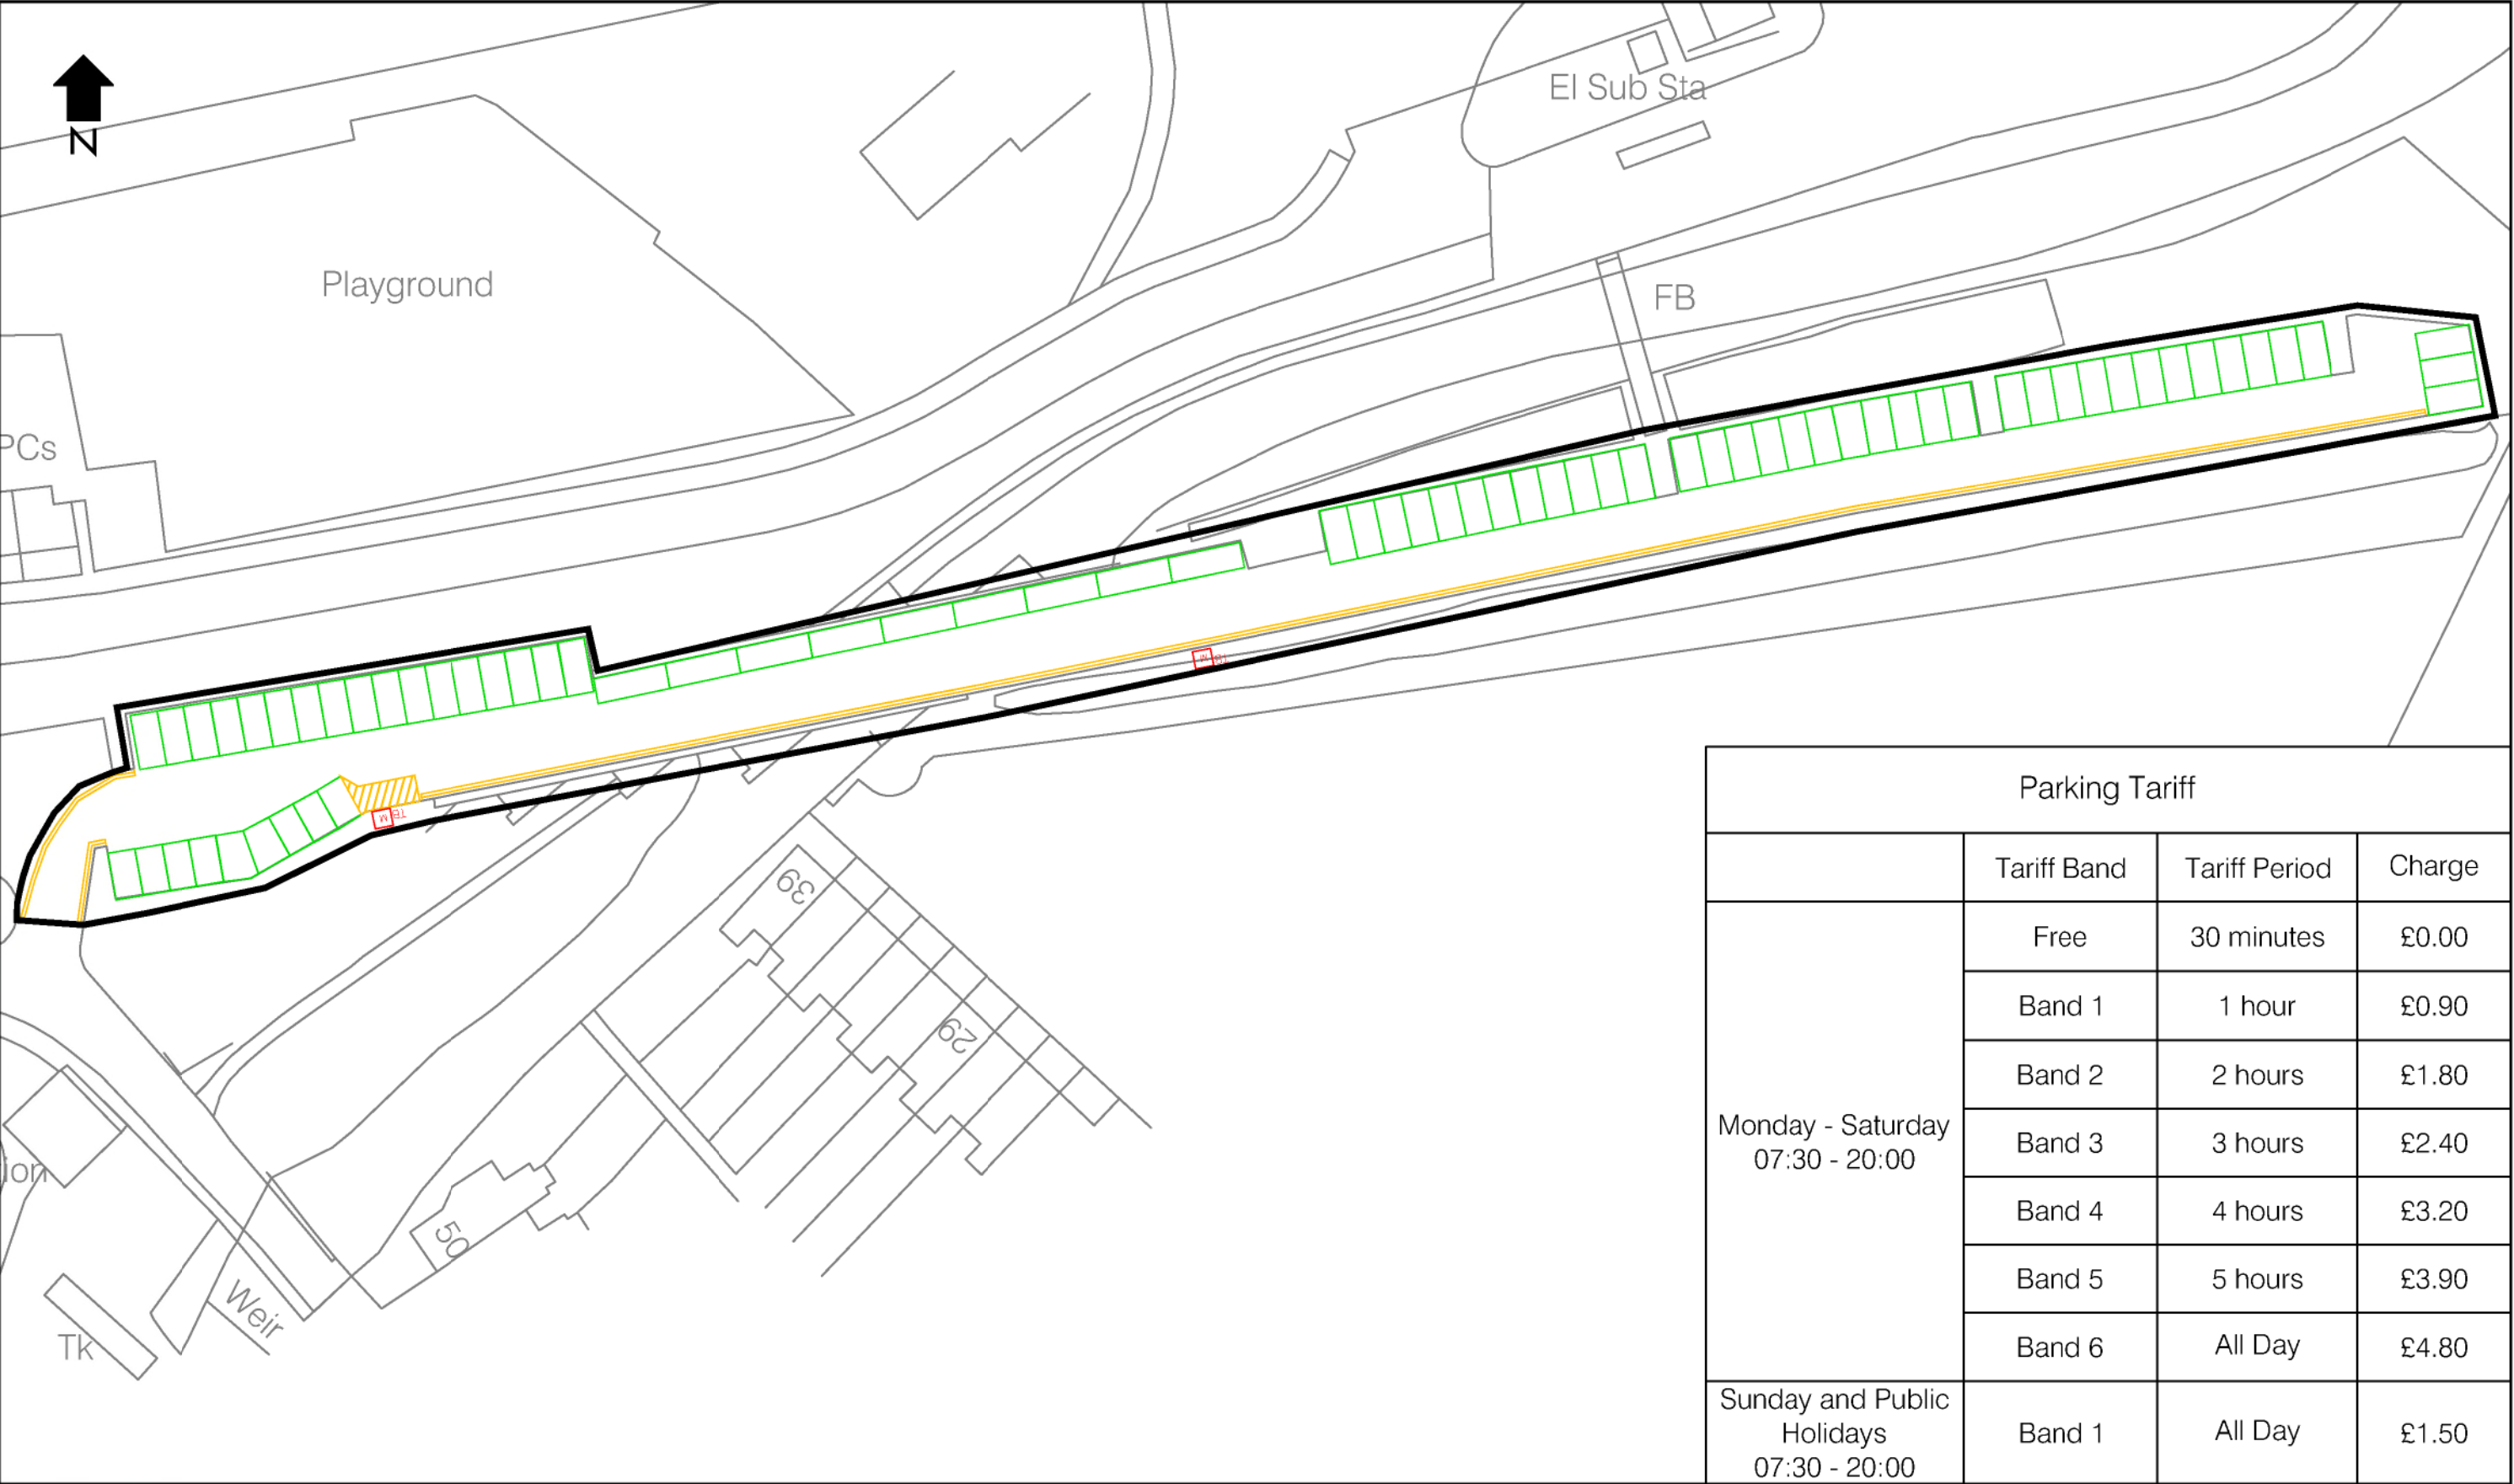 N
El Sub Sta
Playground
FB
PCs
M
TB
M
TB
39
29
50
ion
Weir
Tk
Parking Tariff
Tariff Band Tariff Period Charge
Monday - Saturday
07:30 - 20:00
Free 30 minutes £0.00
Band 1 1 hour £0.90
Band 2 2 hours £1.80
Band 3 3 hours £2.40
Band 4 4 hours £3.20
Band 5 5 hours £3.90
Band 6 All Day £4.80
Sunday and Public
Holidays
07:30 - 20:00
Band 1 All Day £1.50